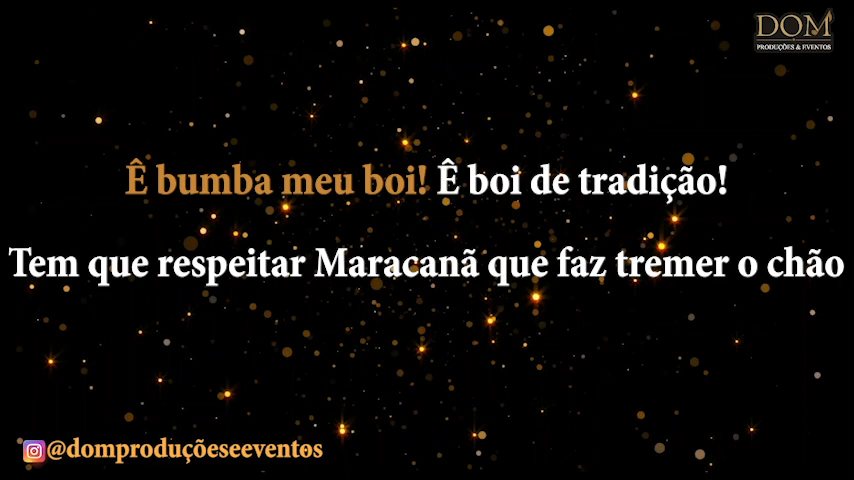 DOM
PRODUÇÕES & EVENTOS
Ê bumba meu boi! Ê boi de tradição!
Tem que respeitar Maracanã que faz tremer o chão
@domproduçõeseeventos